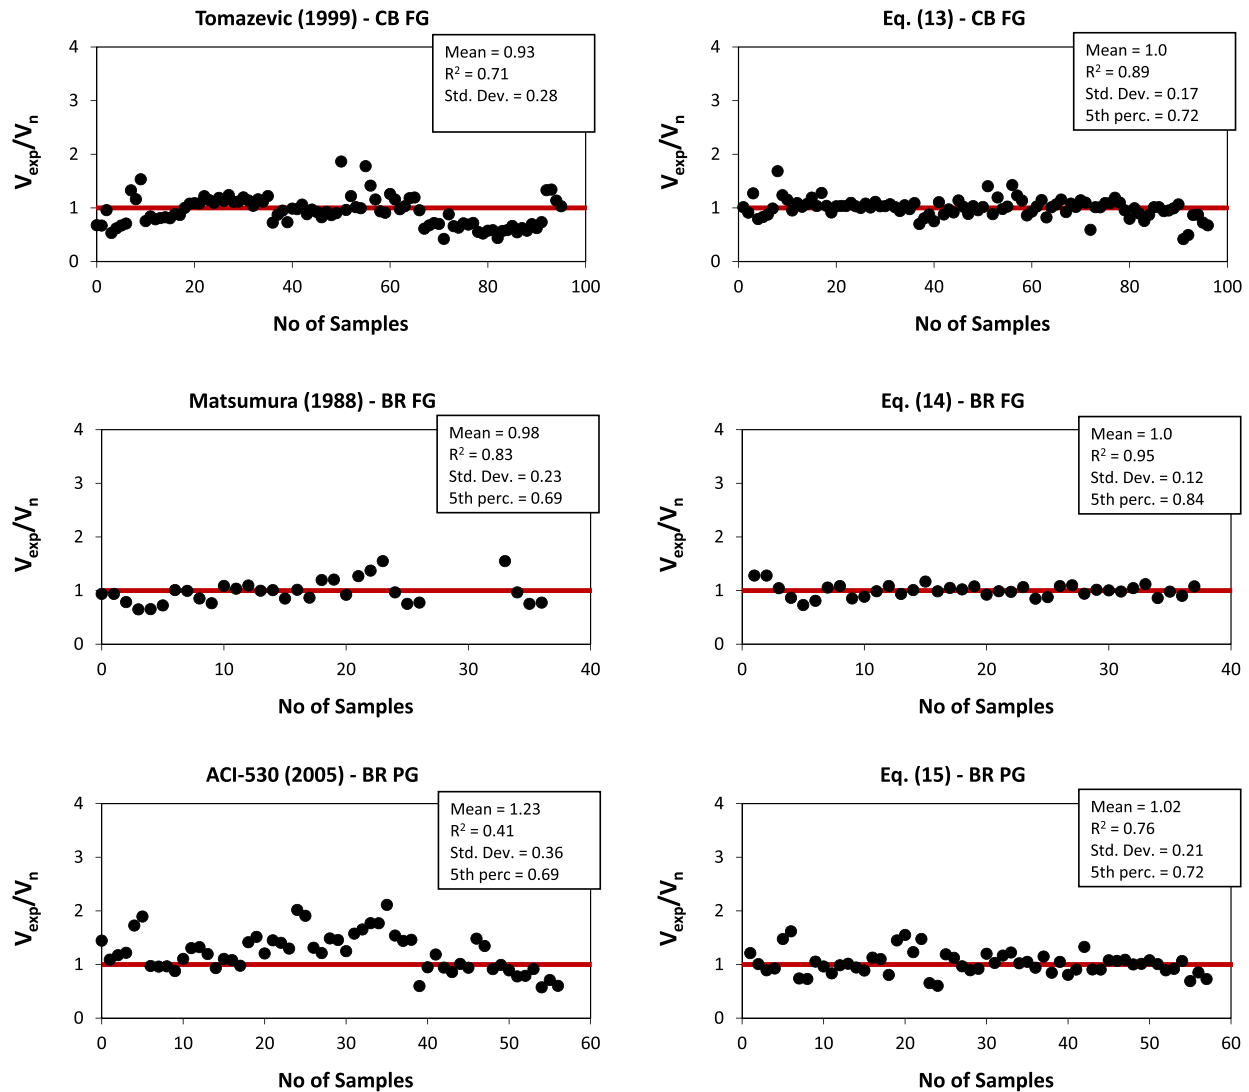 Tomazevic (1999) - CB FG
Mean = 0.93
R² = 0.71
Std. Dev. = 0.28
4
3
2
1
0
Vexp/Vn
0 20 40 60 80 100
No of Samples
Eq. (13) - CB FG
Mean = 1.0
R² = 0.89
Std. Dev. = 0.17
5th perc. = 0.72
4
3
2
1
0
Vexp/Vn
0 20 40 60 80 100
No of Samples
Matsumura (1988) - BR FG
Mean = 0.98
R² = 0.83
Std. Dev. = 0.23
5th perc. = 0.69
4
3
2
1
0
Vexp/Vn
0 10 20 30 40
No of Samples
Eq. (14) - BR FG
Mean = 1.0
R² = 0.95
Std. Dev. = 0.12
5th perc. = 0.84
4
3
2
1
0
Vexp/Vn
0 10 20 30 40
No of Samples
ACI-530 (2005) - BR PG
Mean = 1.23
R² = 0.41
Std. Dev. = 0.36
5th perc = 0.69
4
3
2
1
0
Vexp/Vn
0 10 20 30 40 50 60
No of Samples
Eq. (15) - BR PG
Mean = 1.02
R² = 0.76
Std. Dev. = 0.21
5th perc. = 0.72
4
3
2
1
0
Vexp/Vn
0 10 20 30 40 50 60
No of Samples